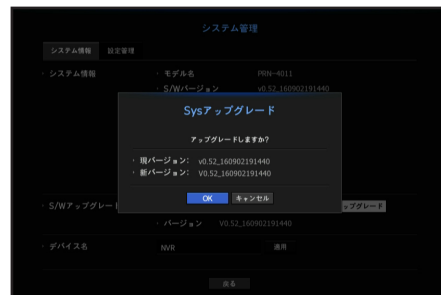 システム管理
システム情報 設定管理
・システム情報 ・モデル名 PRN-4011
・S/Wバージョン v0.52_160902191440
Sysアップグレード
アップグレードしますか?
・現バージョン: v0.52_160902191440
・新バージョン: V0.52_160902191440
OK キャンセル
・S/Wアップグレー ップグレード
・バージョン V0.52_160902191440
・デバイス名 NVR 適用
戻る